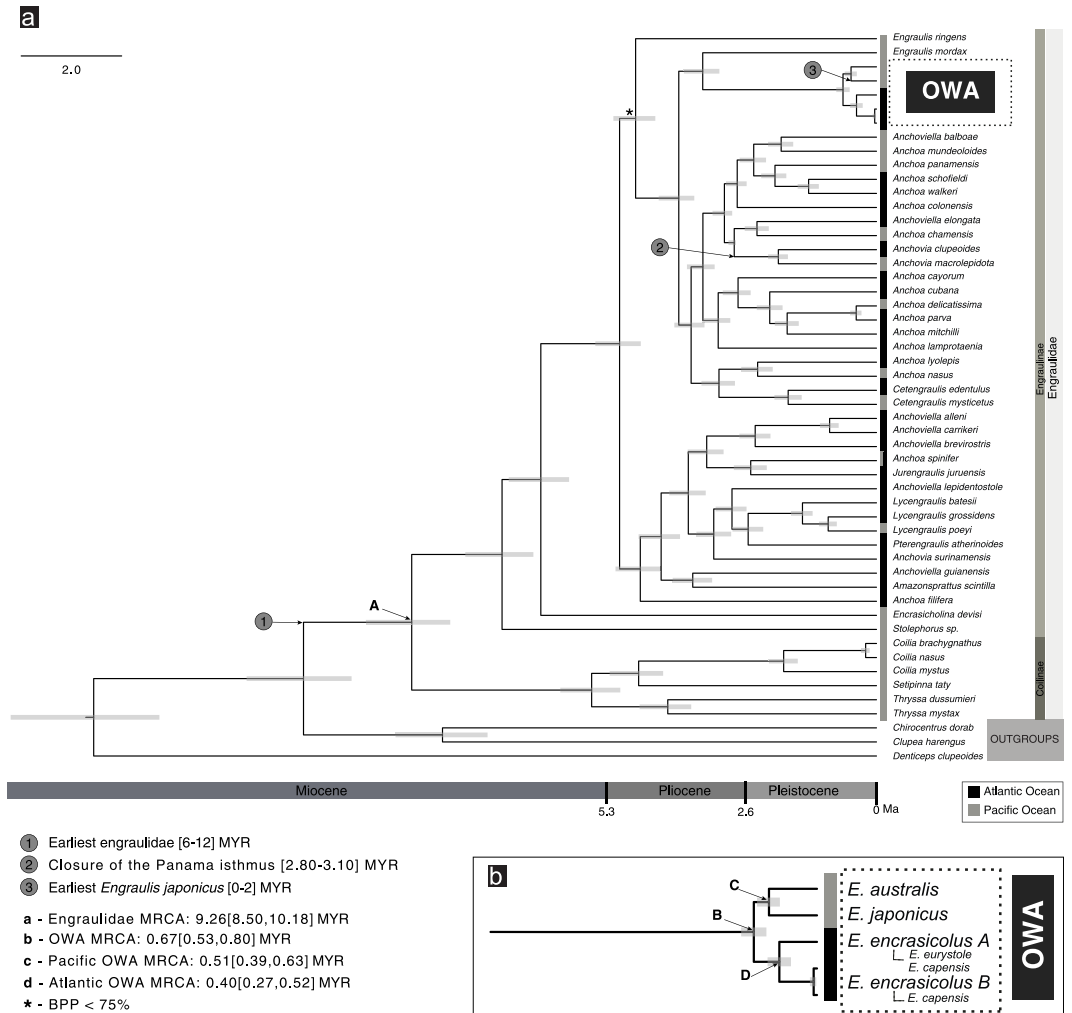 a
2.0
Engraulis ringens
Engraulis mordax
3
OWA
*
Anchoviella balboae
Anchoa mundeoloides
Anchoa panamensis
Anchoa schofieldi
Anchoa walkeri
Anchoa colonensis
Anchoviella elongata
Anchoa chamensis
2
Anchovia clupeoides
Anchovia macrolepidota
Anchoa cayorum
Anchoa cubana
Anchoa delicatissima
Anchoa parva
Anchoa mitchilli
Anchoa lamprotaenia
Anchoa lyolepis
Anchoa nasus
Cetengraulis edentulus
Cetengraulis mysticetus
Anchoviella alleni
Anchoviella carrikeri
Anchoviella brevirostris
Anchoa spinifer
Jurengraulis juruensis
Anchoviella lepidentostole
Lycengraulis batesii
Lycengraulis grossidens
Lycengraulis poeyi
Pterengraulis atherinoides
Anchovia surinamensis
Anchoviella guianensis
Amazonsprattus scintilla
Anchoa filifera
Encrasicholina devisi
Stolephorus sp.
A
1
Coilia brachygnathus
Coilia nasus
Coilia mystus
Setipinna taty
Thryssa dussumieri
Thryssa mystax
Chirocentrus dorab
Clupea harengus
Denticeps clupeoides
Engraulinae
Engraulidae
Coilinae
OUTGROUPS
Miocene Pliocene Pleistocene
5.3 2.6 0 Ma
Atlantic Ocean
Pacific Ocean
1 Earliest engraulidae [6-12] MYR
2 Closure of the Panama isthmus [2.80-3.10] MYR
3 Earliest Engraulis japonicus [0-2] MYR
a - Engraulidae MRCA: 9.26[8.50,10.18] MYR
b - OWA MRCA: 0.67[0.53,0.80] MYR
c - Pacific OWA MRCA: 0.51[0.39,0.63] MYR
d - Atlantic OWA MRCA: 0.40[0.27,0.52] MYR
* - BPP < 75%
b
C
B
D
E. australis
E. japonicus
E. encrasicolus A
E. eurystole
E. capensis
E. encrasicolus B
E. capensis
OWA